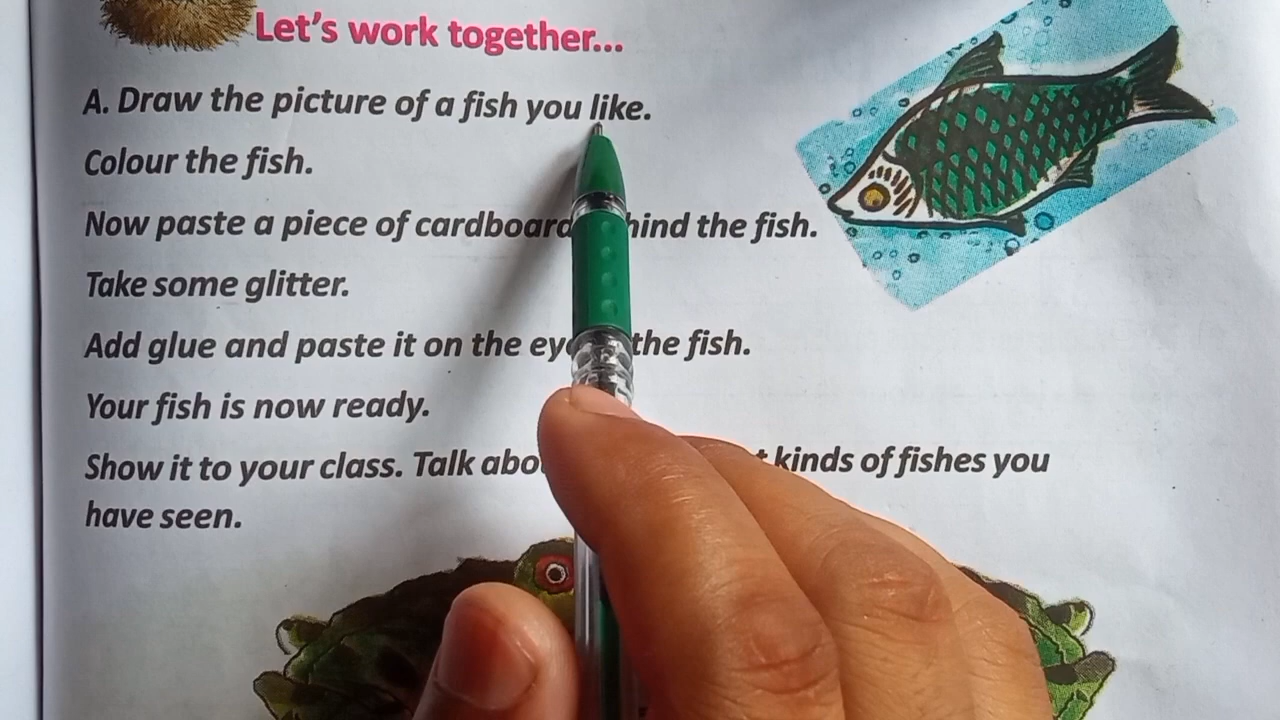 Let's work together...
A. Draw the picture of a fish you like.
Colour the fish.
Now paste a piece of cardboard hind the fish.
Take some glitter.
Add glue and paste it on the the fish.
Your fish is now ready.
Show it to your class. Talk kinds of fishes you
have seen.